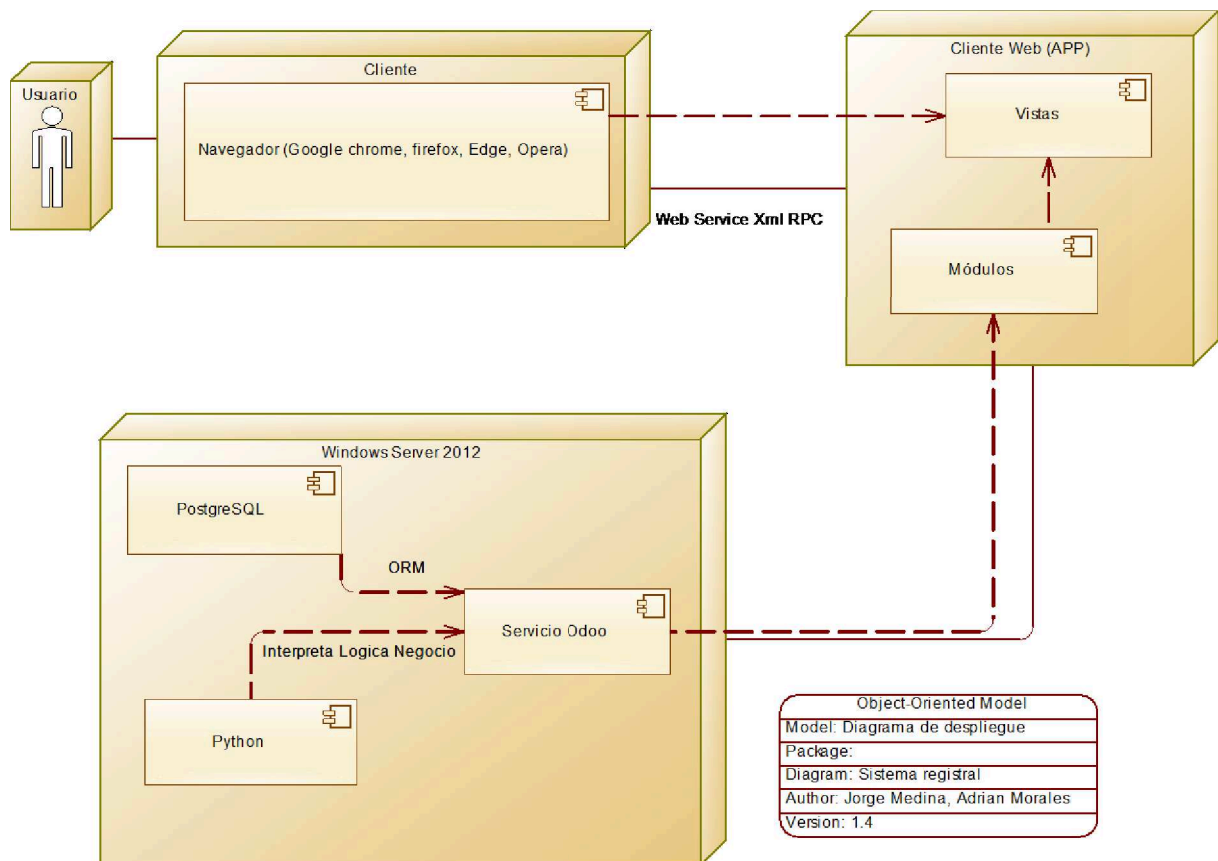 Usuario
Cliente
Navegador (Google chrome, firefox, Edge, Opera)
Web Service Xml RPC
Cliente Web (APP)
Vistas
Módulos
Windows Server 2012
PostgreSQL
ORM
Servicio Odoo
Interpreta Logica Negocio
Python
Object-Oriented Model
Model: Diagrama de despliegue
Package:
Diagram: Sistema registral
Author: Jorge Medina, Adrian Morales
Version: 1.4